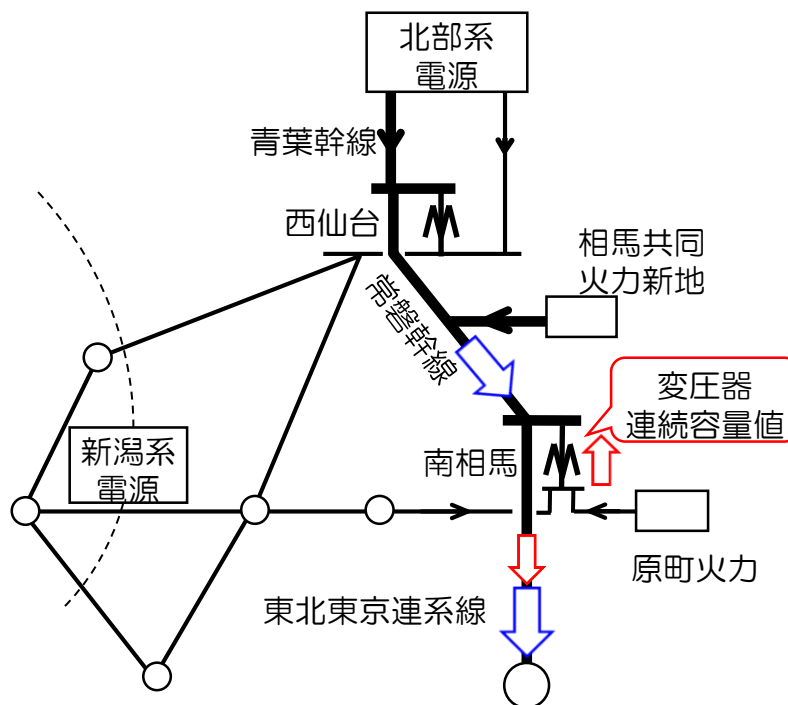 北部系
電源
青葉幹線
西仙台
相馬共同
火力新地
常磐幹線
変圧器
連続容量値
新潟系
電源
南相馬
原町火力
東北東京連系線